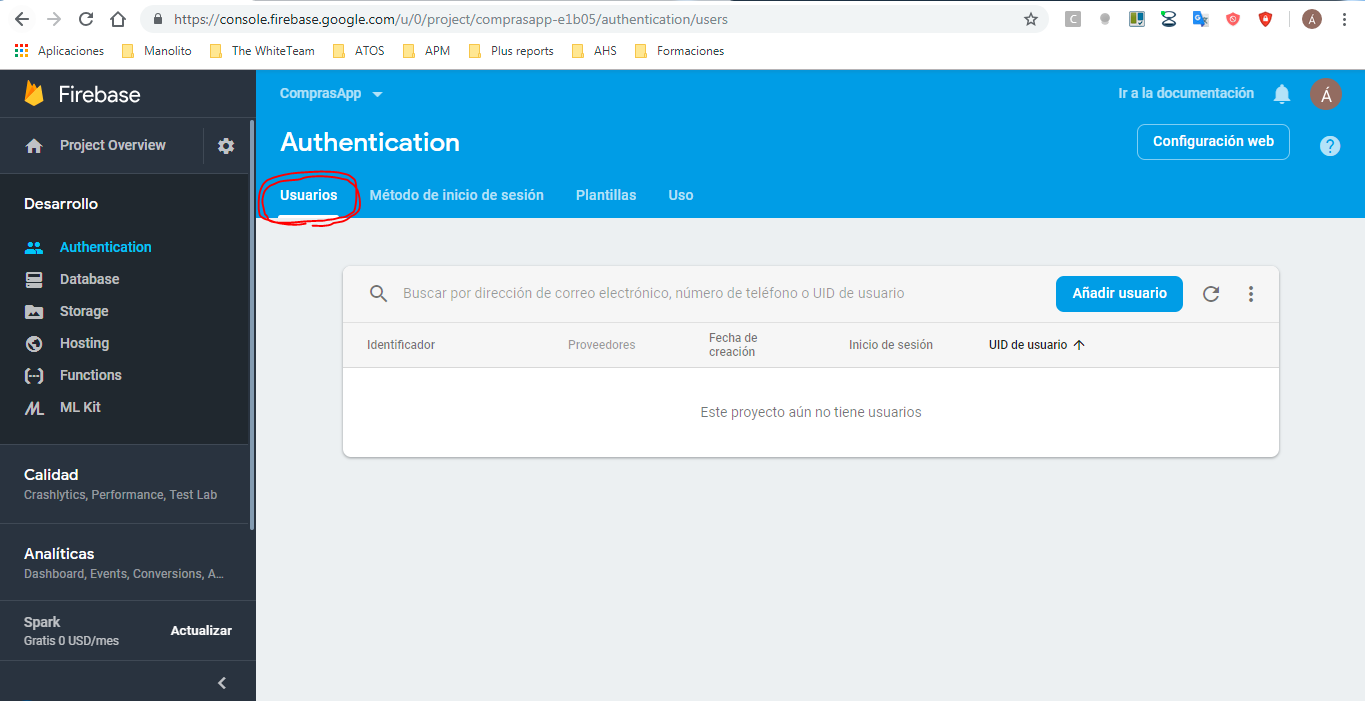 https://console.firebase.google.com/u/0/project/comprasapp-e1b05/authentication/users
C
Á
Aplicaciones Manolito The WhiteTeam ATOS APM Plus reports AHS Formaciones
Firebase
Project Overview
Desarrollo
Authentication
Database
Storage
Hosting
Functions
ML Kit
Calidad
Crashlytics, Performance, Test Lab
Analíticas
Dashboard, Events, Conversions, A...
Spark
Gratis 0 USD/mes
Actualizar
ComprasApp
Ir a la documentación
Á
Authentication
Configuración web
?
Usuarios Método de inicio de sesión Plantillas Uso
Buscar por dirección de correo electrónico, número de teléfono o UID de usuario
Añadir usuario
Identificador Proveedores Fecha de creación Inicio de sesión UID de usuario
Este proyecto aún no tiene usuarios